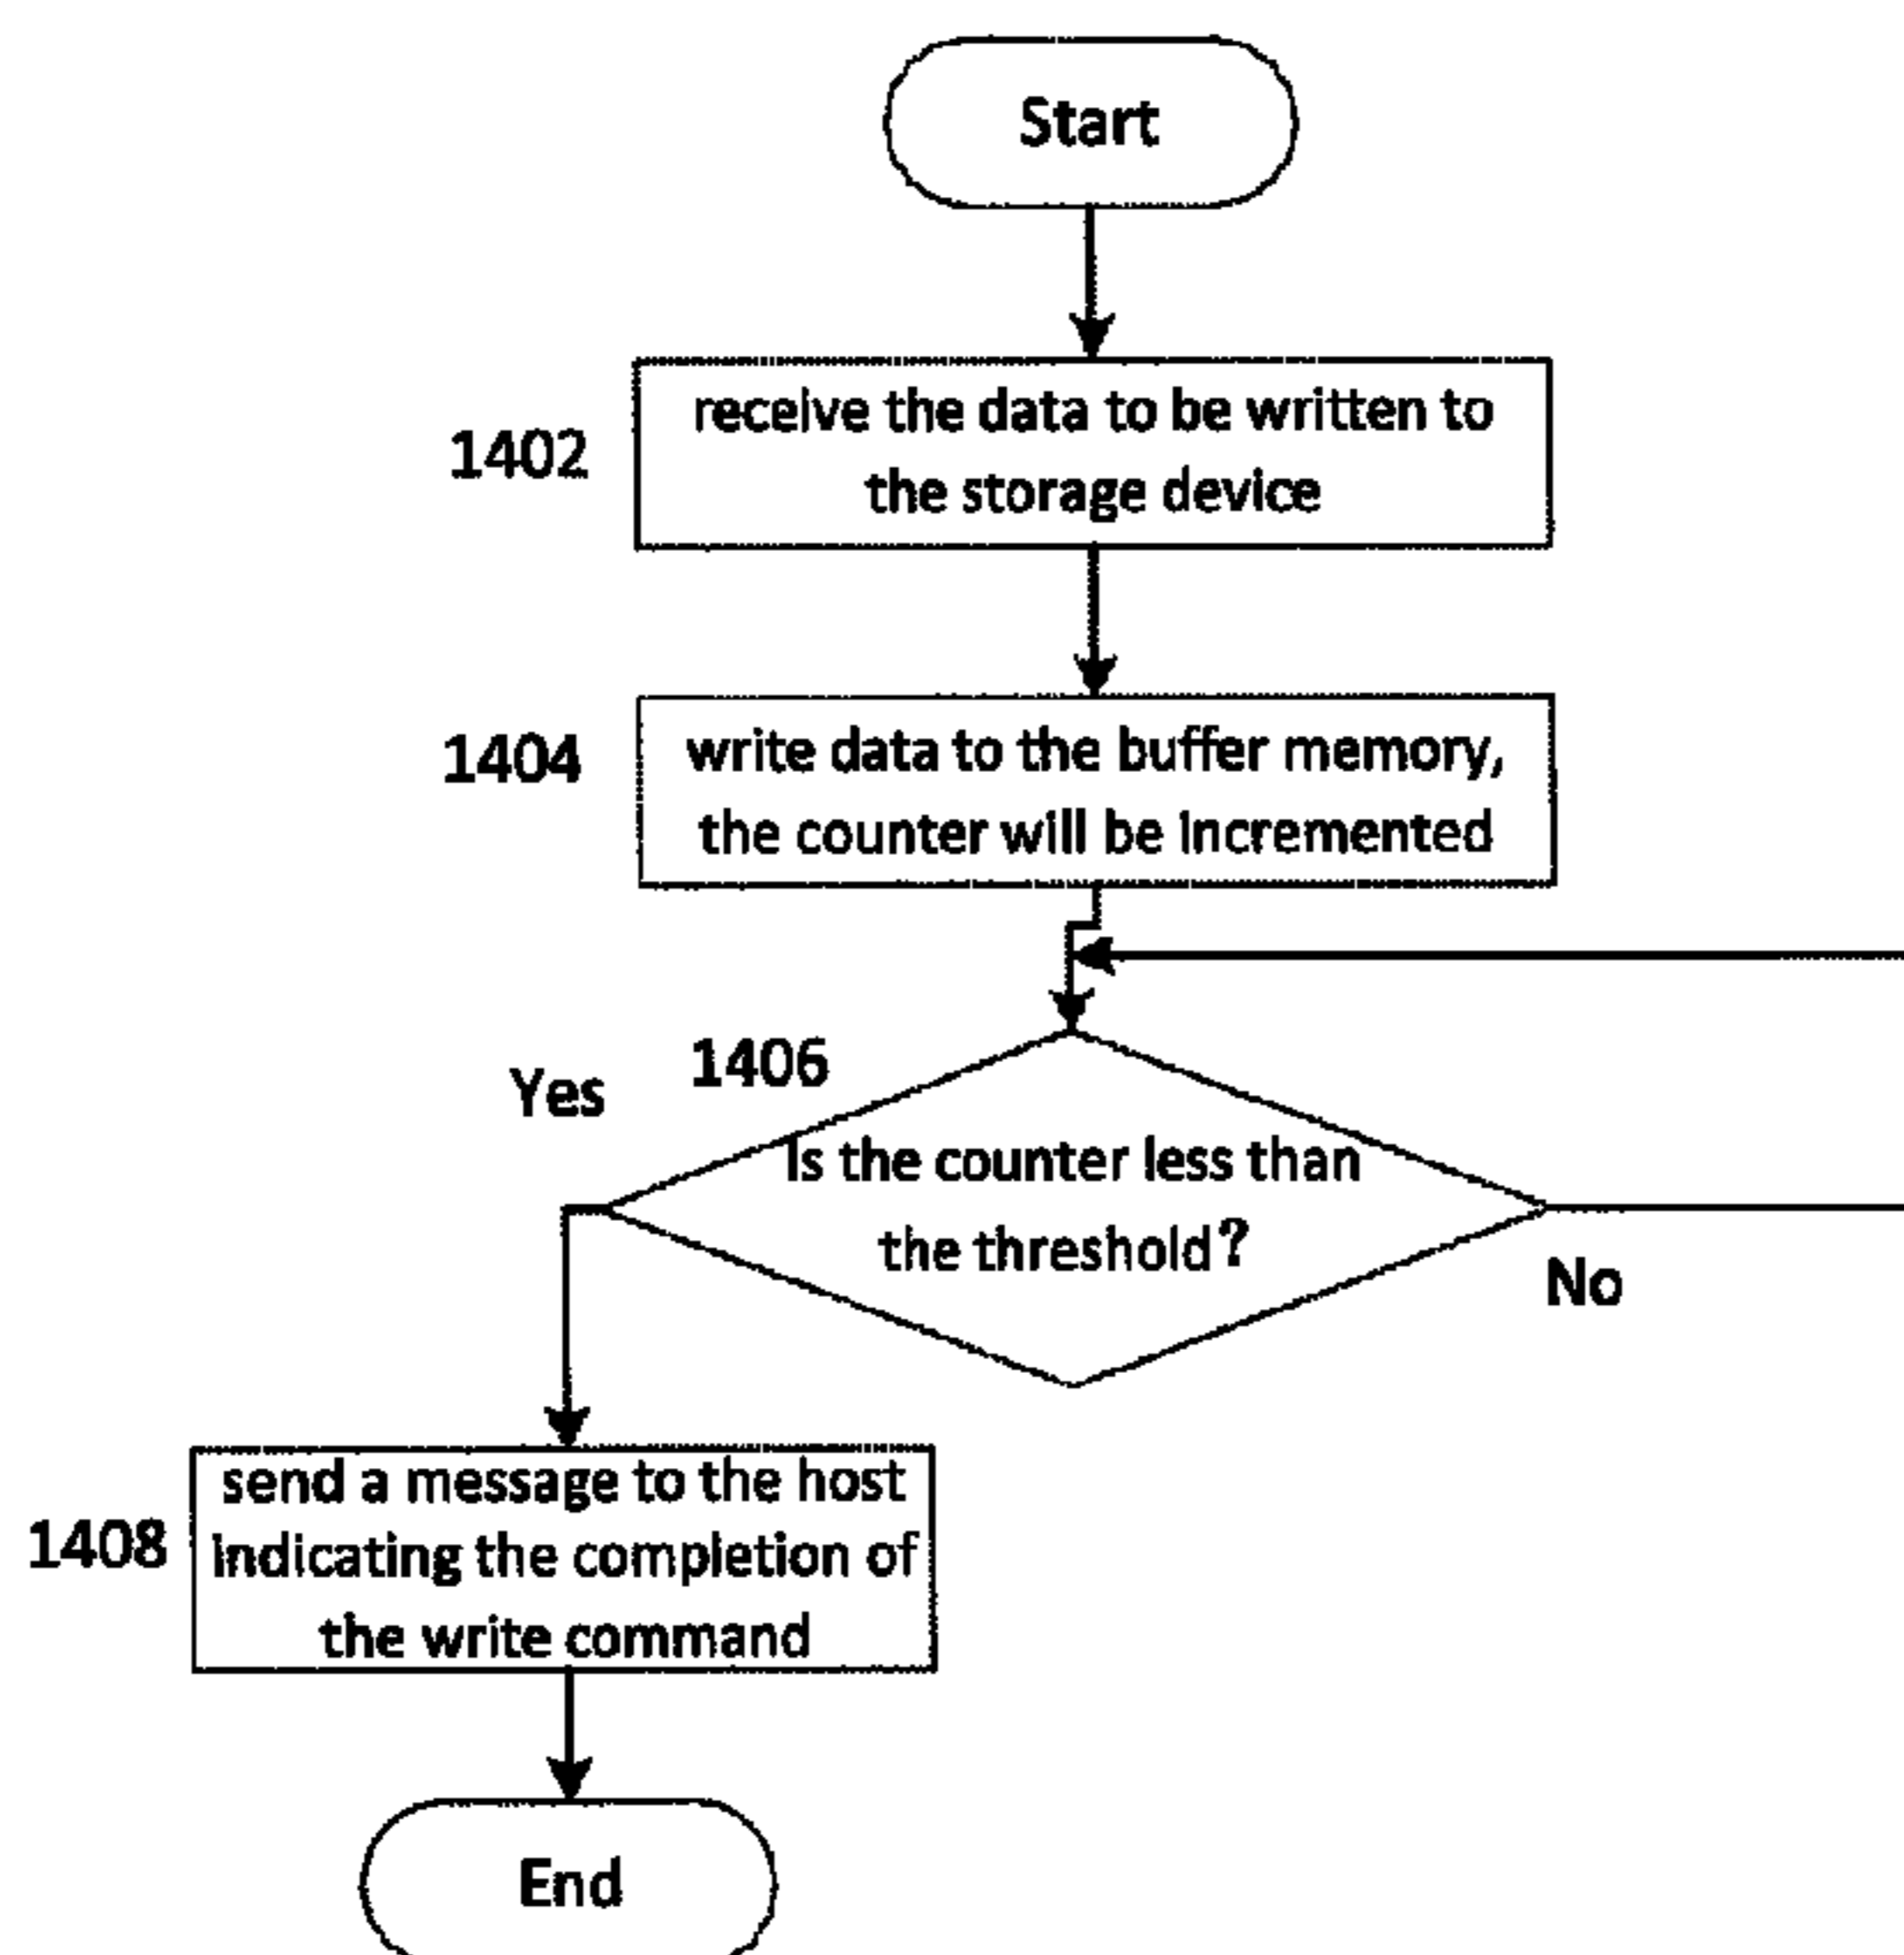 Start
1402
receive the data to be written to
the storage device
1404
write data to the buffer memory,
the counter will be incremented
1406
Yes
Is the counter less than
the threshold?
No
1408
send a message to the host
indicating the completion of
the write command
End